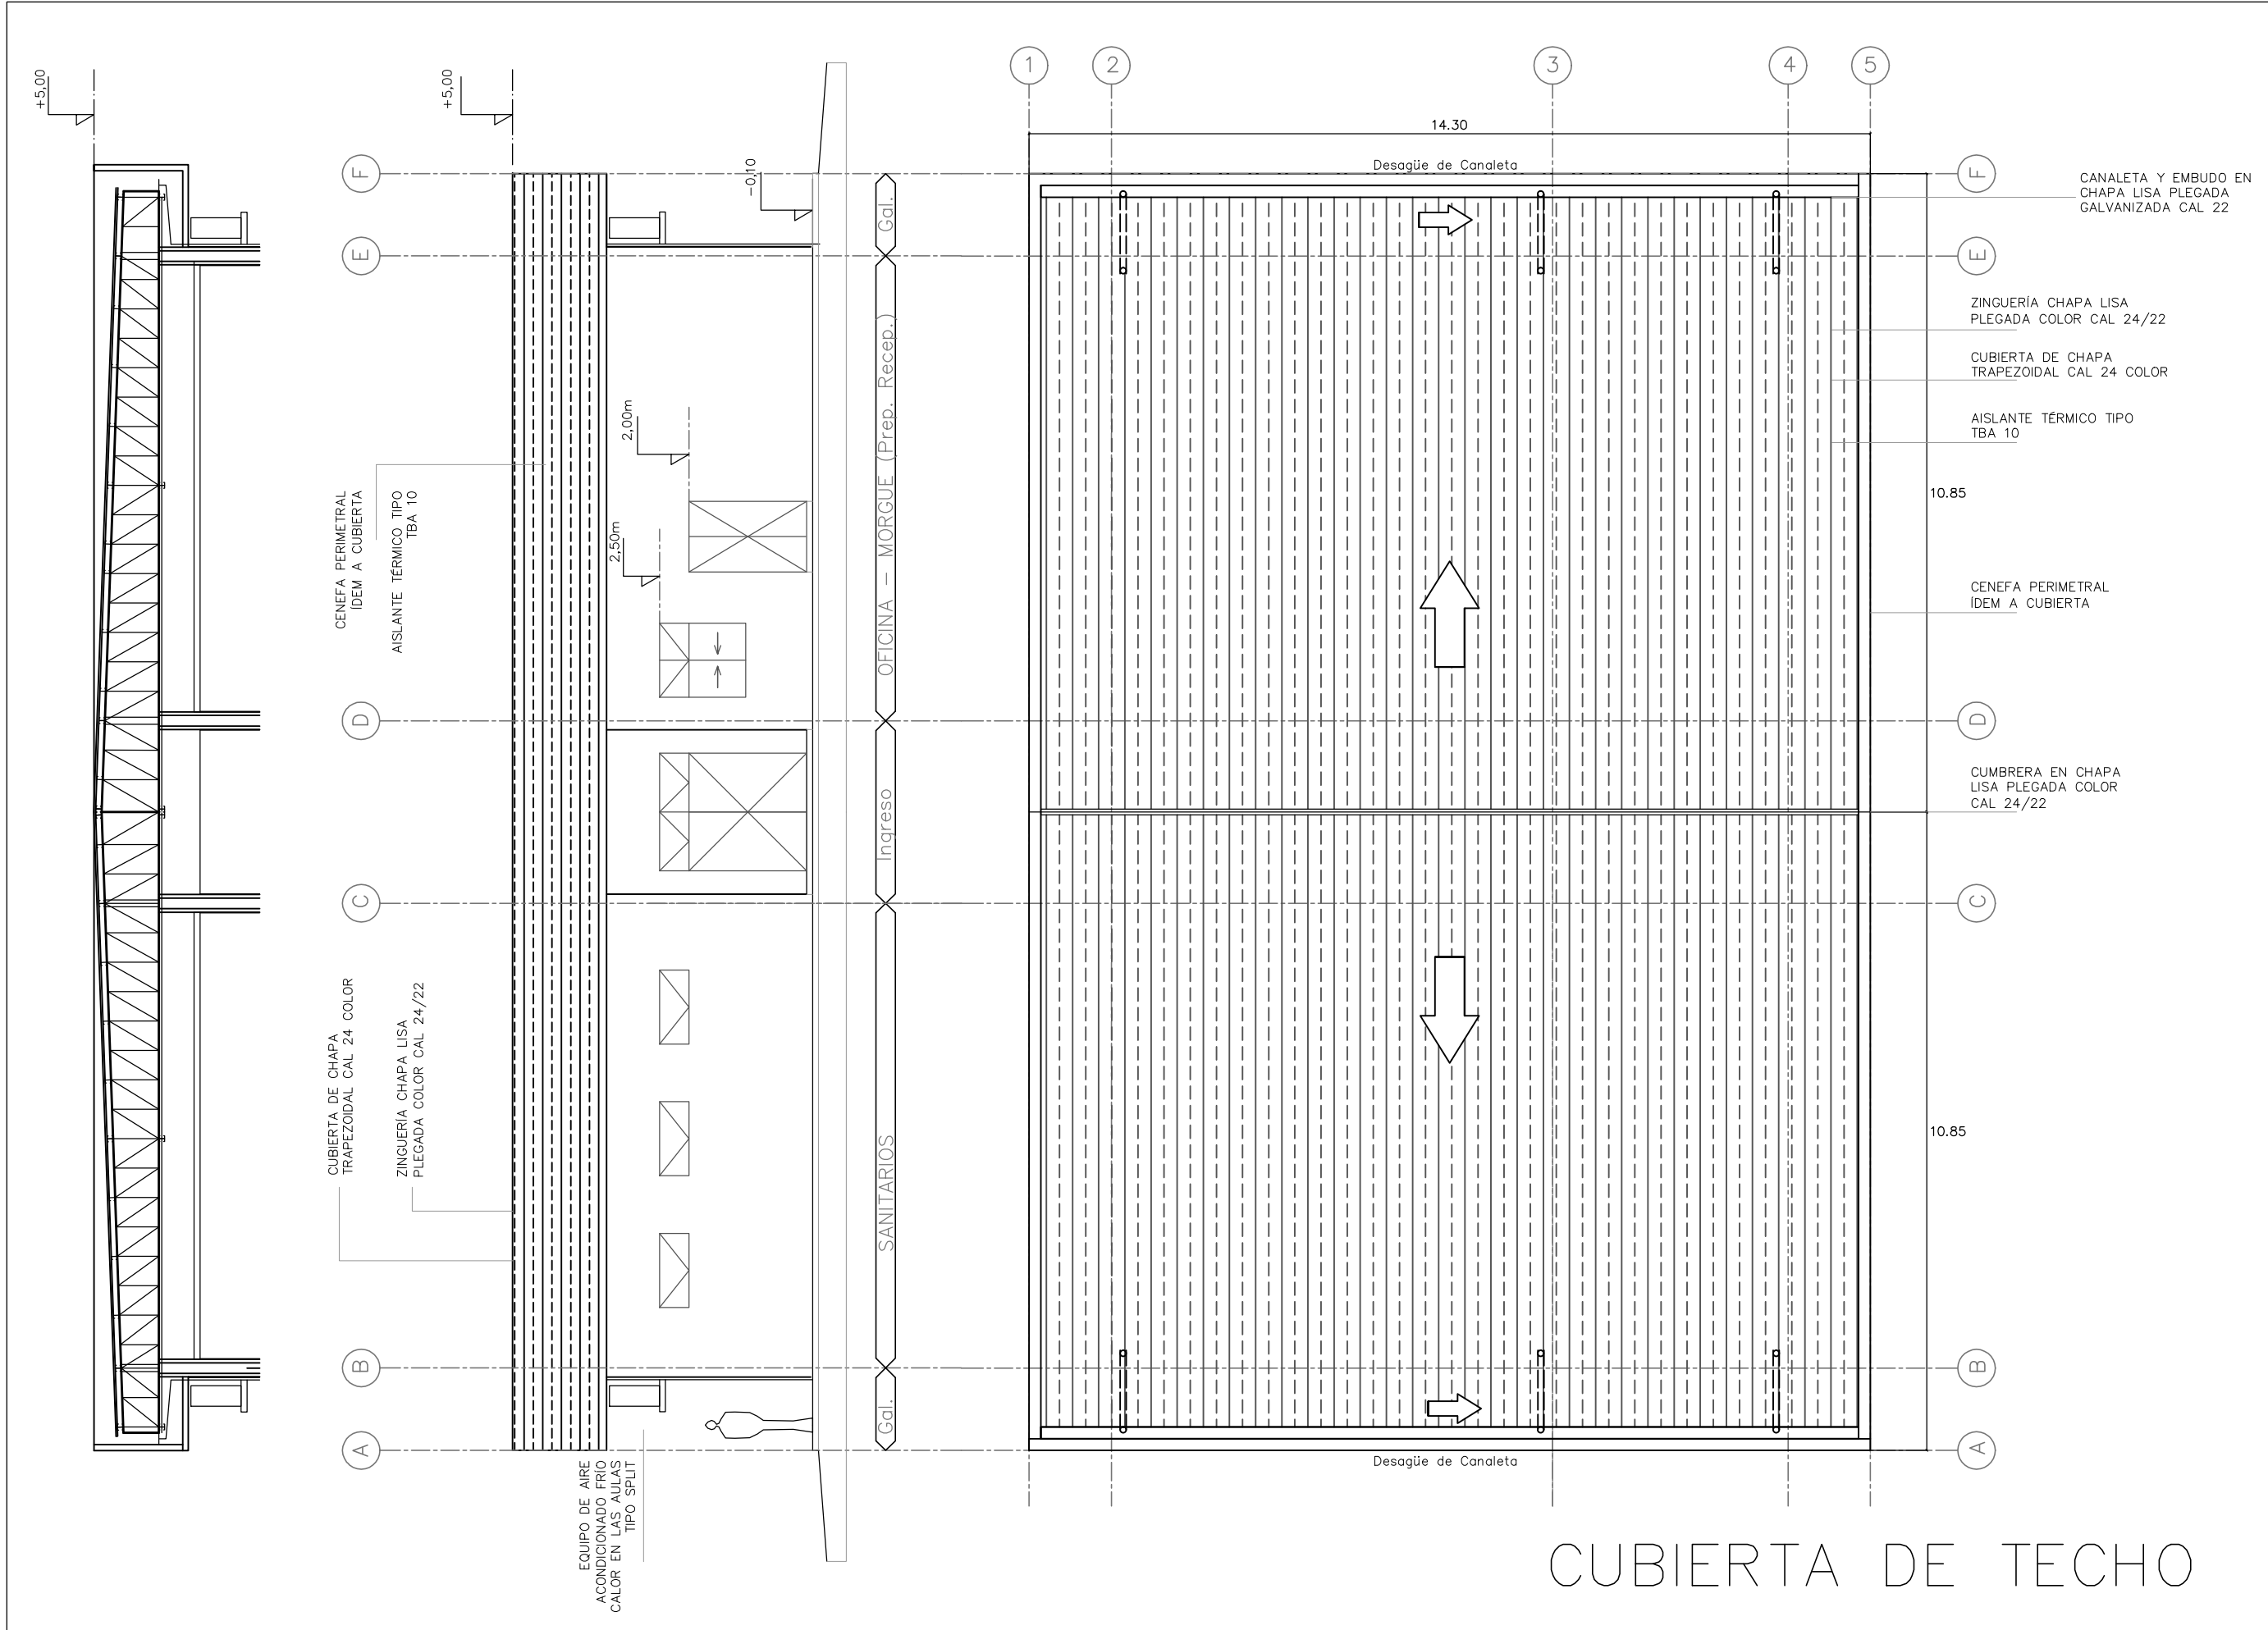 +5,00
+5,00
-0,10
2,00m
2,50m
F
E
D
C
B
A
CENEFA PERIMETRAL
ÍDEM A CUBIERTA
AISLANTE TÉRMICO TIPO
TBA 10
CUBIERTA DE CHAPA
TRAPEZOIDAL CAL 24 COLOR
ZINGUERÍA CHAPA LISA
PLEGADA COLOR CAL 24/22
EQUIPO DE AIRE
ACONDICIONADO FRÍO
CALOR EN LAS AULAS
TIPO SPLIT
Gal.
OFICINA – MORGUE (Prep. Recep.)
Ingreso
SANITARIOS
Gal.
1
2
3
4
5
14.30
Desagüe de Canaleta
F
E
D
C
B
A
CANALETA Y EMBUDO EN
CHAPA LISA PLEGADA
GALVANIZADA CAL 22
ZINGUERÍA CHAPA LISA
PLEGADA COLOR CAL 24/22
CUBIERTA DE CHAPA
TRAPEZOIDAL CAL 24 COLOR
AISLANTE TÉRMICO TIPO
TBA 10
10.85
CENEFA PERIMETRAL
ÍDEM A CUBIERTA
CUMBRERA EN CHAPA
LISA PLEGADA COLOR
CAL 24/22
10.85
Desagüe de Canaleta
CUBIERTA DE TECHO